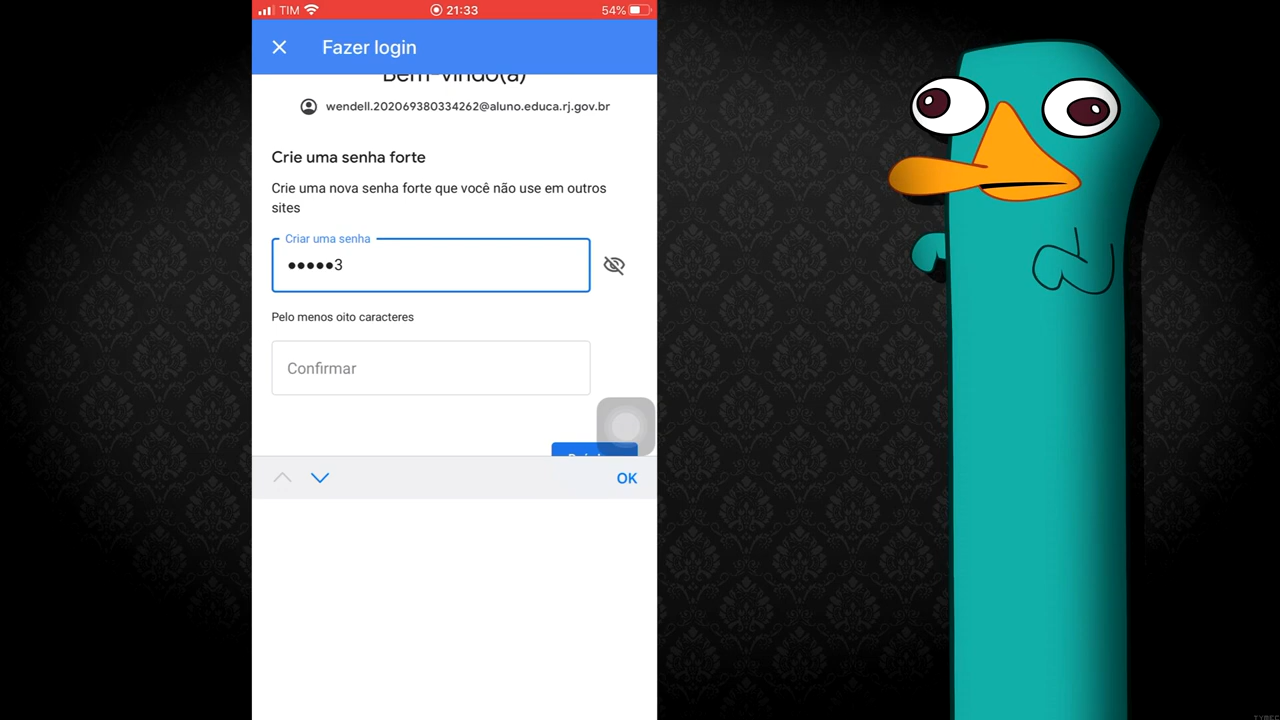 TIM 21:33 54%
Fazer login
Bem-vindo(a)
wendell.202069380334262@aluno.educa.rj.gov.br
Crie uma senha forte
Crie uma nova senha forte que você não use em outros
sites
Criar uma senha
●●●●●3
Pelo menos oito caracteres
Confirmar
OK